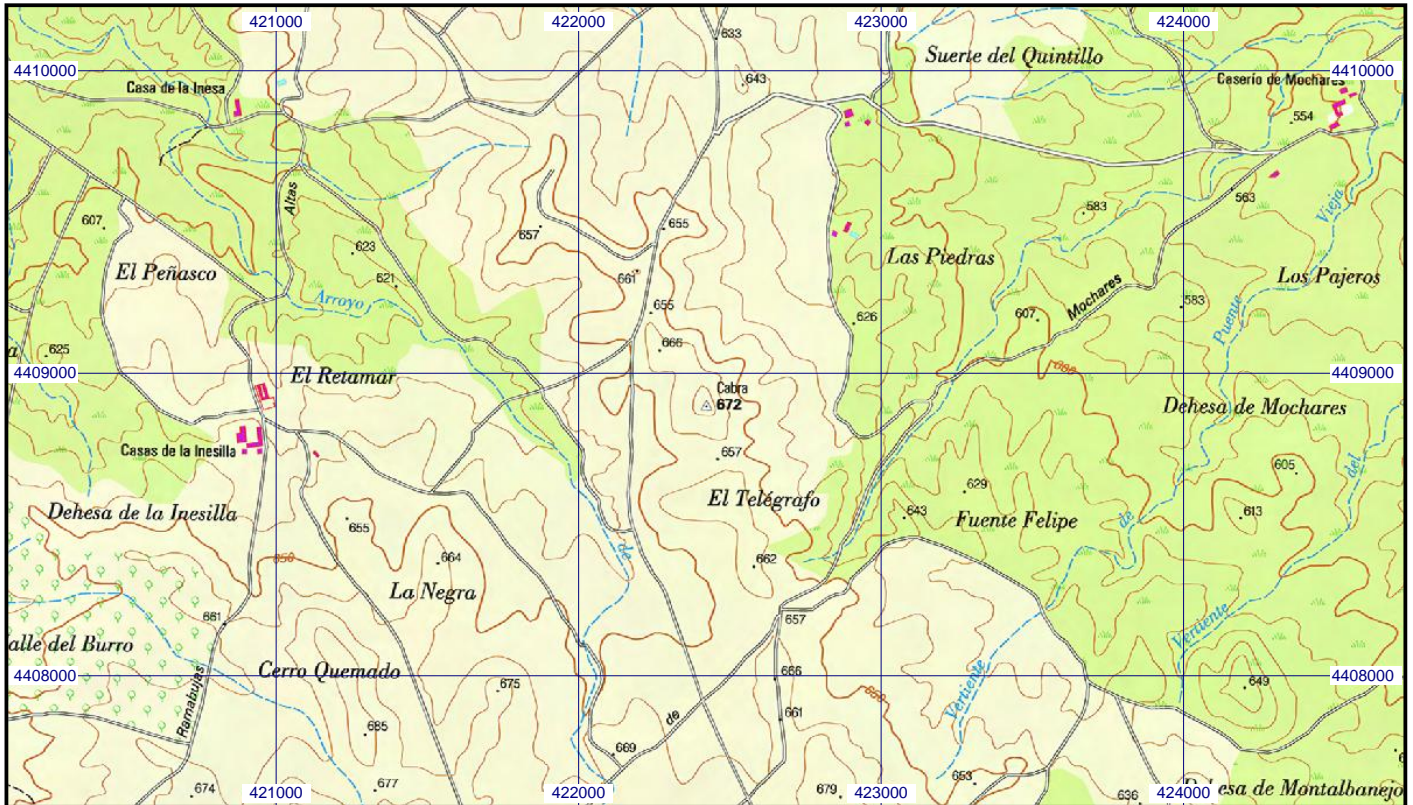 421000
422000
423000
424000
633
Suerte del Quintillo
4410000
4410000
643
Casa de la Inesa
Caserío de Mochares
554
Altas
563
Vieja
583
607
655
657
623
El Peñasco
Las Piedras
Los Pajeros
661
621
Arroyo
Mochares
583
655
607
626
Puente
666
625
a
4409000
4409000
El Retamar
600
Cabra
672
Dehesa de Mochares
Casas de la Inesilla
657
605
del
629
El Telégrafo
Dehesa de la Inesilla
655
643
Fuente Felipe
de
613
de
650
664
662
La Negra
661
657
Vertiente
alle del Burro
Cerro Quemado
4408000
666
4408000
675
Vertiente
649
650
Ramabujas
661
de
685
669
653
674
677
679
636
esa de Montalbanejo
421000
422000
423000
424000